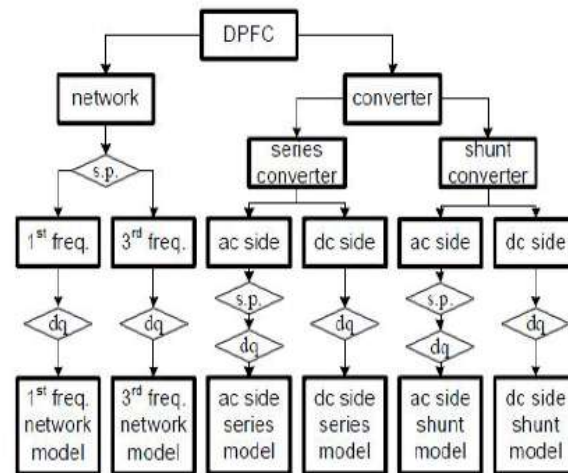 DPFC
network
converter
series
converter
shunt
converter
s.p.
1st freq.
3rd freq.
ac side
dc side
ac side
dc side
s.p.
s.p.
dq
dq
dq
dq
dq
dq
1st freq.
network
model
3rd freq.
network
model
ac side
series
model
dc side
series
model
ac side
shunt
model
dc side
shunt
model